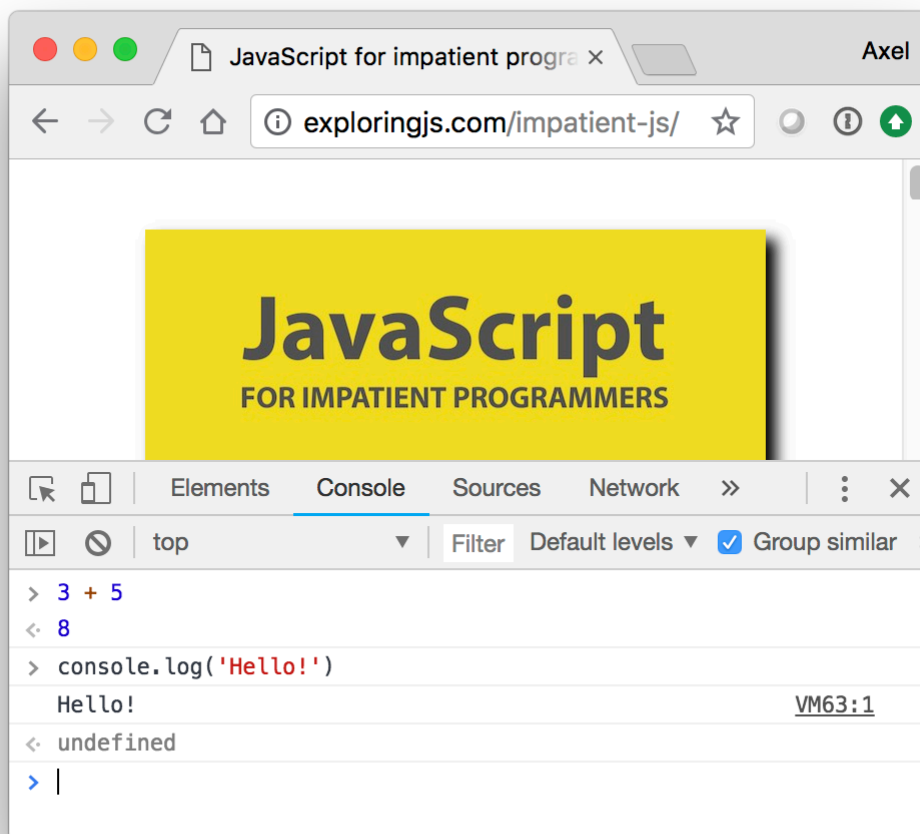 JavaScript for impatient progra
Axel
exploringjs.com/impatient-js/
JavaScript
FOR IMPATIENT PROGRAMMERS
Elements Console Sources Network
top Filter Default levels Group similar
> 3 + 5
8
> console.log('Hello!')
Hello! VM63:1
undefined
>